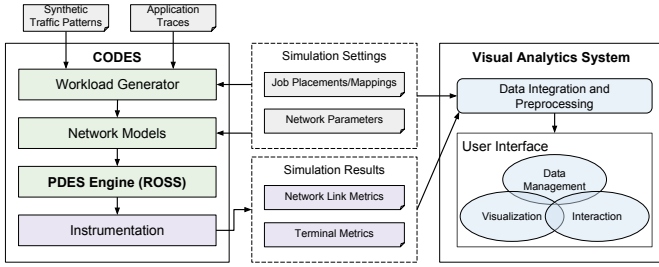 Synthetic
Traffic Patterns
Application
Traces
CODES
Workload Generator
Network Models
PDES Engine (ROSS)
Instrumentation
Simulation Settings
Job Placements/Mappings
Network Parameters
Simulation Results
Network Link Metrics
Terminal Metrics
Visual Analytics System
Data Integration and
Preprocessing
User Interface
Data
Management
Visualization
Interaction